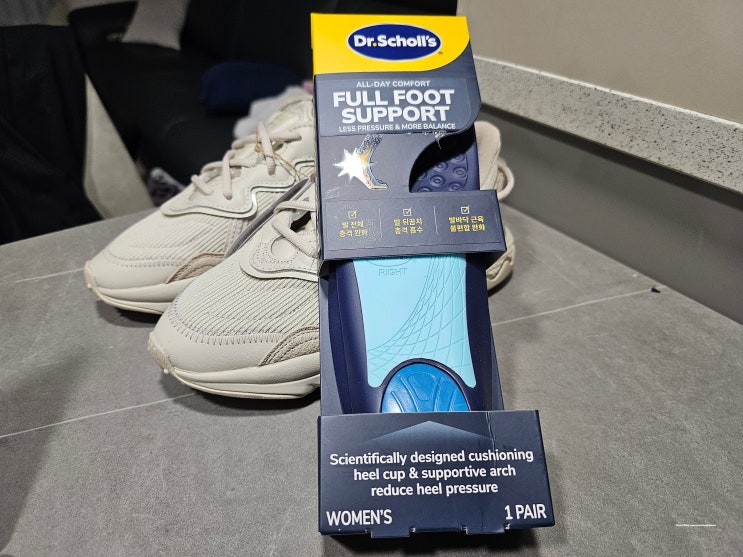 Dr.Scholl's
ALL-DAY COMFORT
FULL FOOT
SUPPORT
LESS PRESSURE & MORE BALANCE
발 전체
충격 완화
발 뒤꿈치
충격 흡수
발바닥 근육
불편함 완화
RIGHT
Scientifically designed cushioning
heel cup & supportive arch
reduce heel pressure
WOMEN'S
1 PAIR